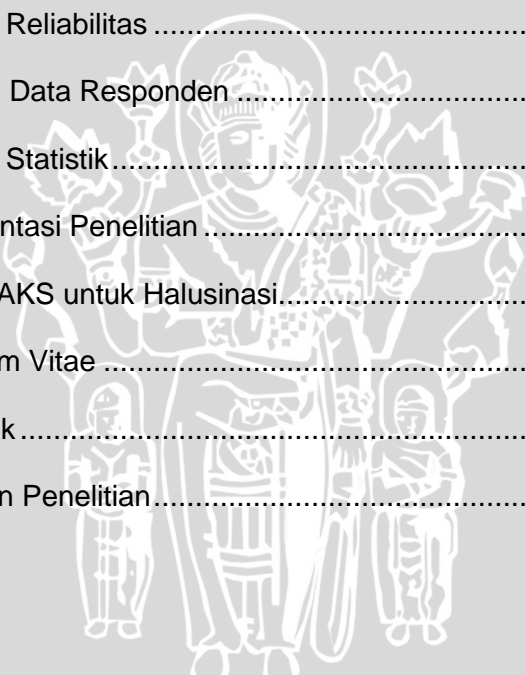 Reliabilitas ........................................
Data Responden ................................
Statistik .............................................
ntasi Penelitian ...................................
AKS untuk Halusinasi..........................
m Vitae ..............................................
k .......................................................
n Penelitian .........................................